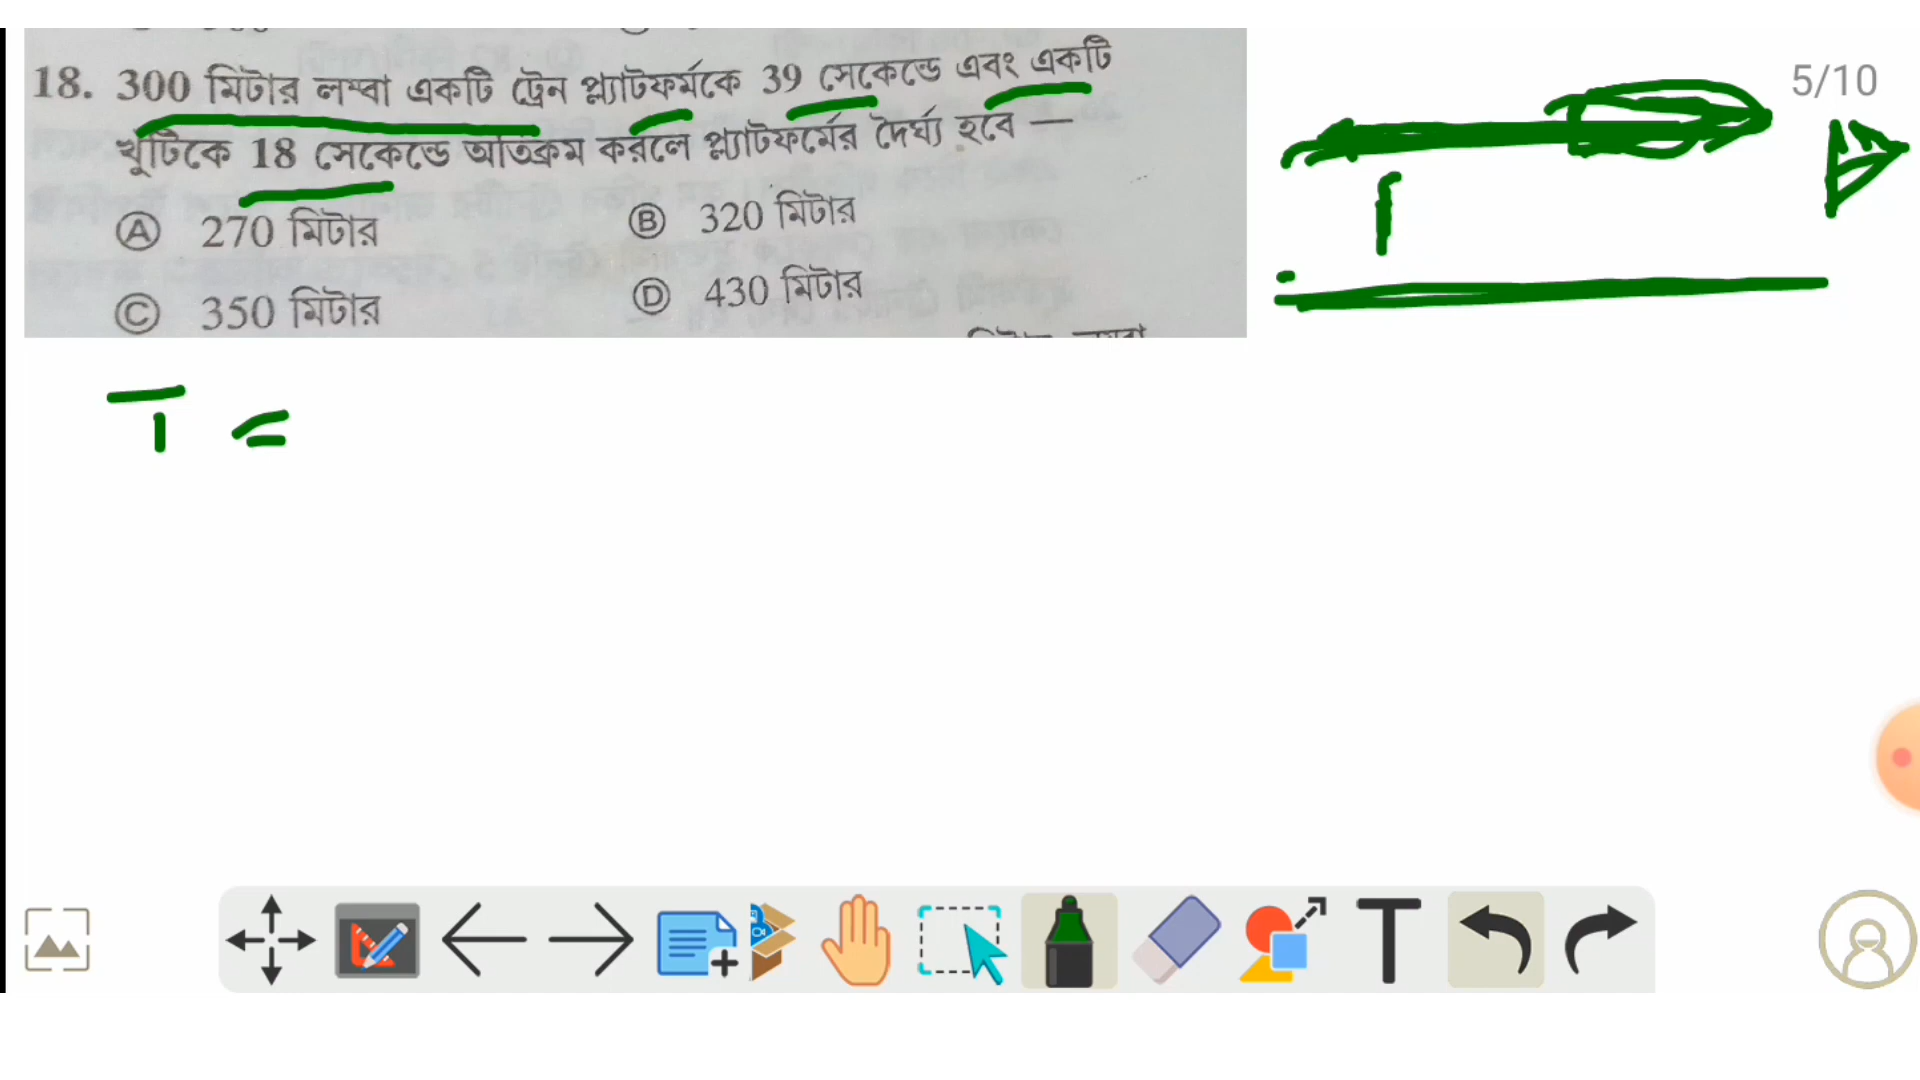 18. 300 মিটার লম্বা একটি ট্রেন প্ল্যাটফর্মকে 39 সেকেন্ডে এবং একটি
খুঁটিকে 18 সেকেন্ডে অতিক্রম করলে প্ল্যাটফর্মের দৈর্ঘ্য হবে —
Ⓐ 270 মিটার Ⓑ 320 মিটার
Ⓒ 350 মিটার Ⓓ 430 মিটার
5/10
T =